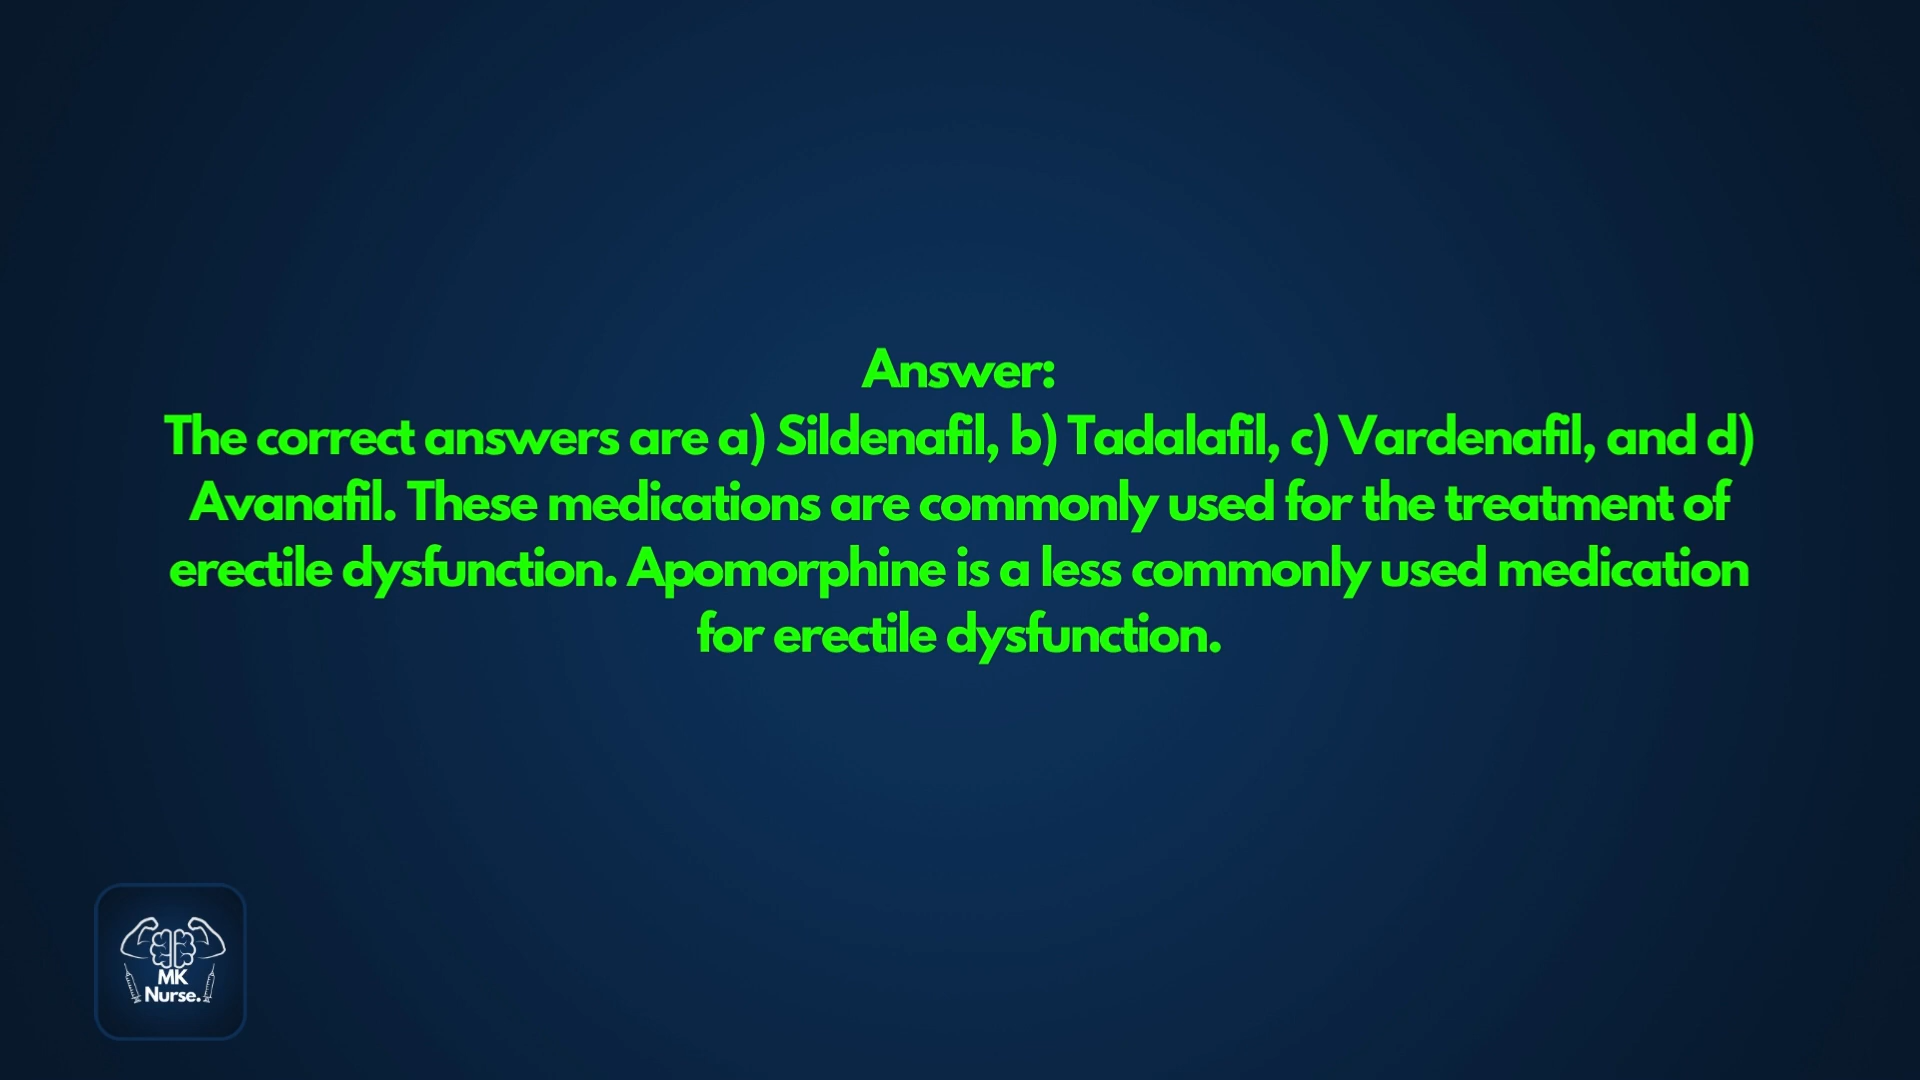 Answer:
The correct answers are a) Sildenafil, b) Tadalafil, c) Vardenafil, and d)
Avanafil. These medications are commonly used for the treatment of
erectile dysfunction. Apomorphine is a less commonly used medication
for erectile dysfunction.
MK
Nurse.